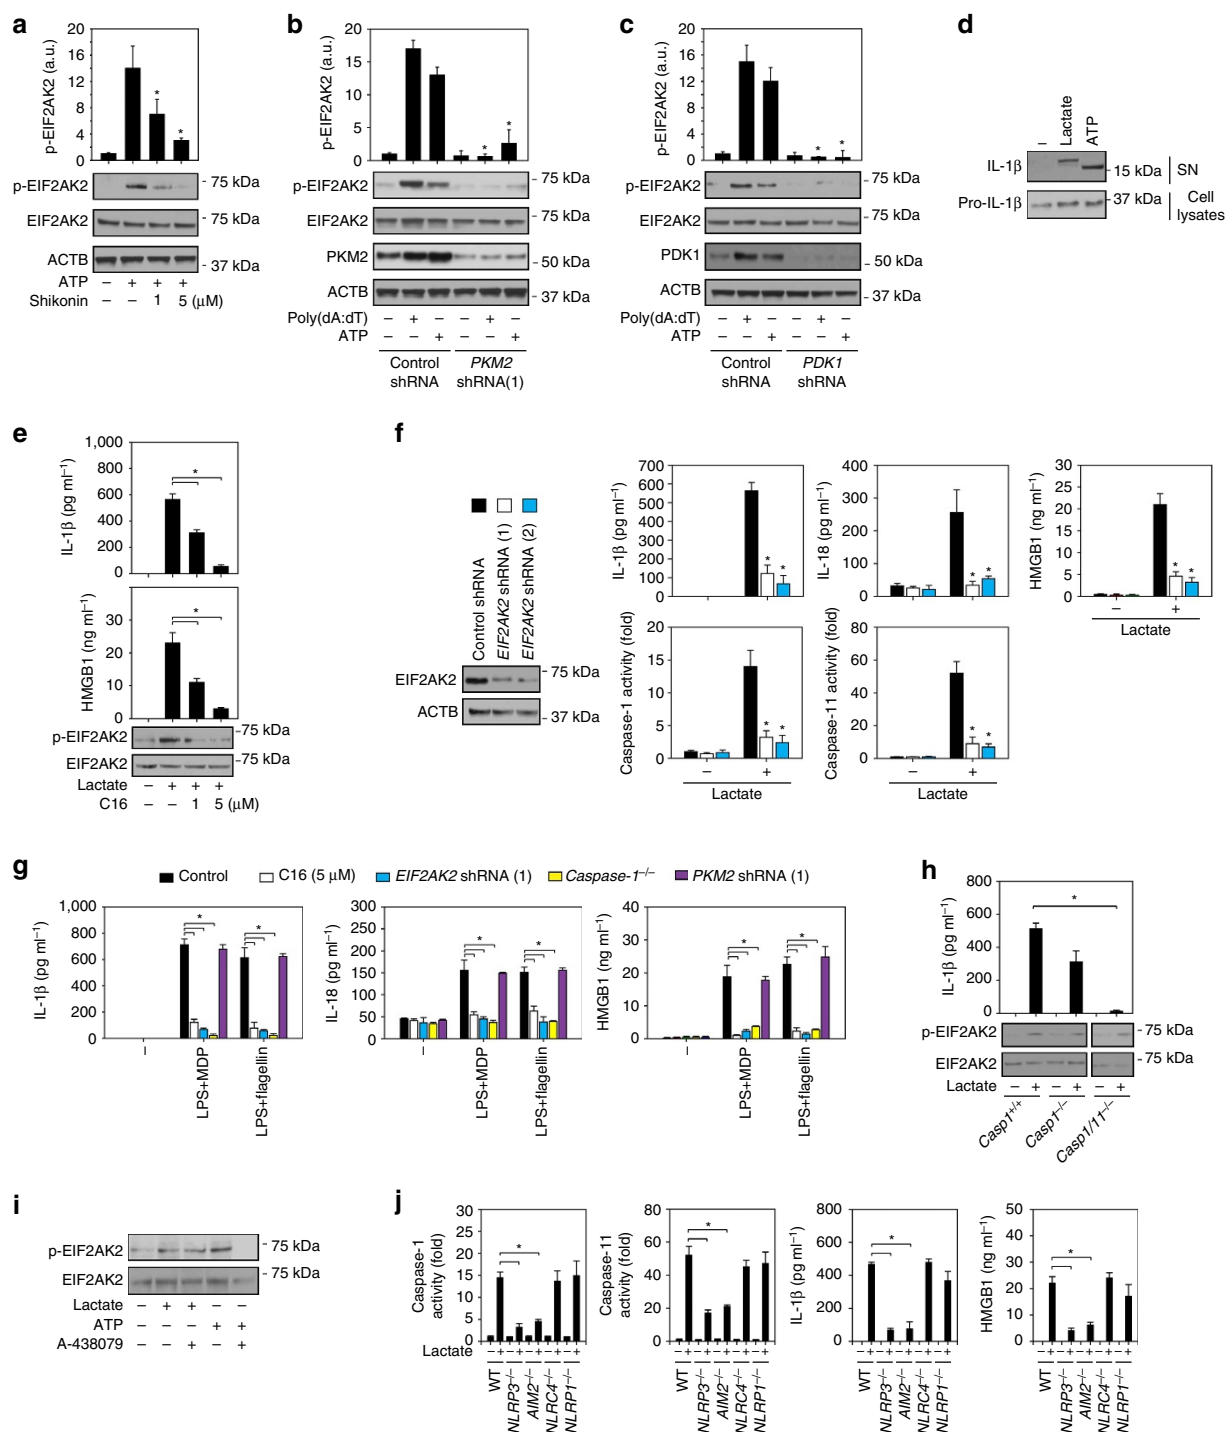 a
p-EIF2AK2 (a.u.)
20
16
12
8
4
0
*
*
p-EIF2AK2
- 75 kDa
EIF2AK2
- 75 kDa
ACTB
- 37 kDa
ATP – + + +
Shikonin – – 1 5 (μM)
b
p-EIF2AK2 (a.u.)
20
15
10
5
0
*
*
p-EIF2AK2
- 75 kDa
EIF2AK2
- 75 kDa
PKM2
- 50 kDa
ACTB
- 37 kDa
Poly(dA:dT) – + – – + –
ATP – – + – – +
Control shRNA
PKM2 shRNA(1)
c
p-EIF2AK2 (a.u.)
20
15
10
5
0
*
*
p-EIF2AK2
- 75 kDa
EIF2AK2
- 75 kDa
PDK1
- 50 kDa
ACTB
- 37 kDa
Poly(dA:dT) – + – – + –
ATP – – + – – +
Control shRNA
PDK1 shRNA
d
– Lactate ATP
IL-1β
- 15 kDa
SN
Pro-IL-1β
- 37 kDa
Cell lysates
e
IL-1β (pg ml⁻¹)
1,000
800
600
400
200
0
*
HMGB1 (ng ml⁻¹)
30
20
10
0
*
p-EIF2AK2
-75 kDa
EIF2AK2
-75 kDa
Lactate – + + +
C16 – – 1 5 (μM)
f
Control shRNA
EIF2AK2 shRNA (1)
EIF2AK2 shRNA (2)
EIF2AK2
- 75 kDa
ACTB
- 37 kDa
IL-1β (pg ml⁻¹)
700
600
500
400
300
200
100
0
* *
IL-18 (pg ml⁻¹)
400
300
200
100
0
* *
HMGB1 (ng ml⁻¹)
30
25
20
15
10
5
0
* *
– +
Lactate
Caspase-1 activity (fold)
20
15
10
5
0
* *
– +
Lactate
Caspase-11 activity (fold)
80
60
40
20
0
* *
– +
Lactate
g
Control
C16 (5 μM)
EIF2AK2 shRNA (1)
Caspase-1⁻/⁻
PKM2 shRNA (1)
IL-1β (pg ml⁻¹)
1,000
800
600
400
200
0
* *
– LPS+MDP LPS+flagellin
IL-18 (pg ml⁻¹)
300
250
200
150
100
50
0
* *
– LPS+MDP LPS+flagellin
HMGB1 (ng ml⁻¹)
40
30
20
10
0
* *
– LPS+MDP LPS+flagellin
h
IL-1β (pg ml⁻¹)
800
600
400
200
0
*
p-EIF2AK2
- 75 kDa
EIF2AK2
- 75 kDa
Lactate – + – + – +
Casp1⁺/⁺ Casp1⁻/⁻ Casp1/11⁻/⁻
i
p-EIF2AK2
- 75 kDa
EIF2AK2
- 75 kDa
Lactate – + + – –
ATP – – – + +
A-438079 – – + – +
j
Caspase-1 activity (fold)
30
25
20
15
10
5
0
*
Lactate – + – + – + – + – +
WT NLRP3⁻/⁻ AIM2⁻/⁻ NLRC4⁻/⁻ NLRP1⁻/⁻
Caspase-11 activity (fold)
80
60
40
20
0
*
– + – + – + – + – +
WT NLRP3⁻/⁻ AIM2⁻/⁻ NLRC4⁻/⁻ NLRP1⁻/⁻
IL-1β (pg ml⁻¹)
800
600
400
200
0
*
– + – + – + – + – +
WT NLRP3⁻/⁻ AIM2⁻/⁻ NLRC4⁻/⁻ NLRP1⁻/⁻
HMGB1 (ng ml⁻¹)
50
40
30
20
10
0
*
– + – + – + – + – +
WT NLRP3⁻/⁻ AIM2⁻/⁻ NLRC4⁻/⁻ NLRP1⁻/⁻